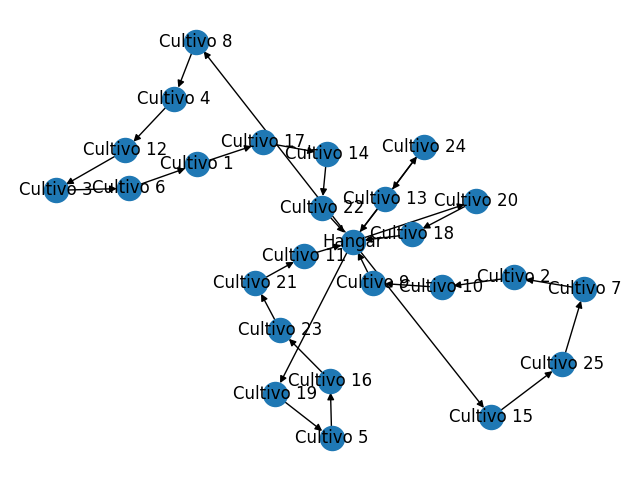 Cultivo 8
Cultivo 4
Cultivo 17
Cultivo 24
Cultivo 12
Cultivo 14
Cultivo 1
Cultivo 3
Cultivo 6
Cultivo 13
Cultivo 20
Cultivo 22
Cultivo 18
Hangar
Cultivo 11
Cultivo 2
Cultivo 21
Cultivo 9
Cultivo 10
Cultivo 7
Cultivo 23
Cultivo 25
Cultivo 16
Cultivo 19
Cultivo 15
Cultivo 5